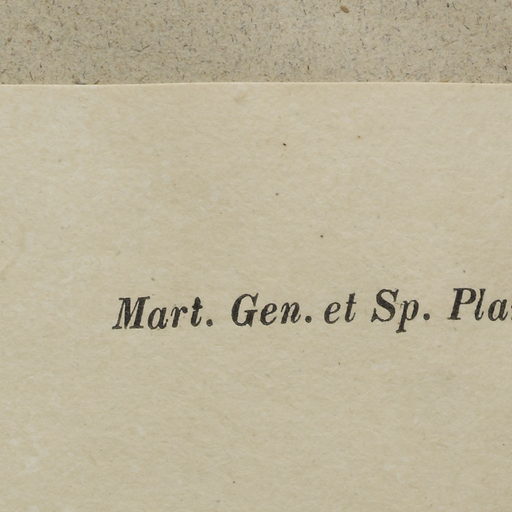 Mart. Gen. et Sp. Pla